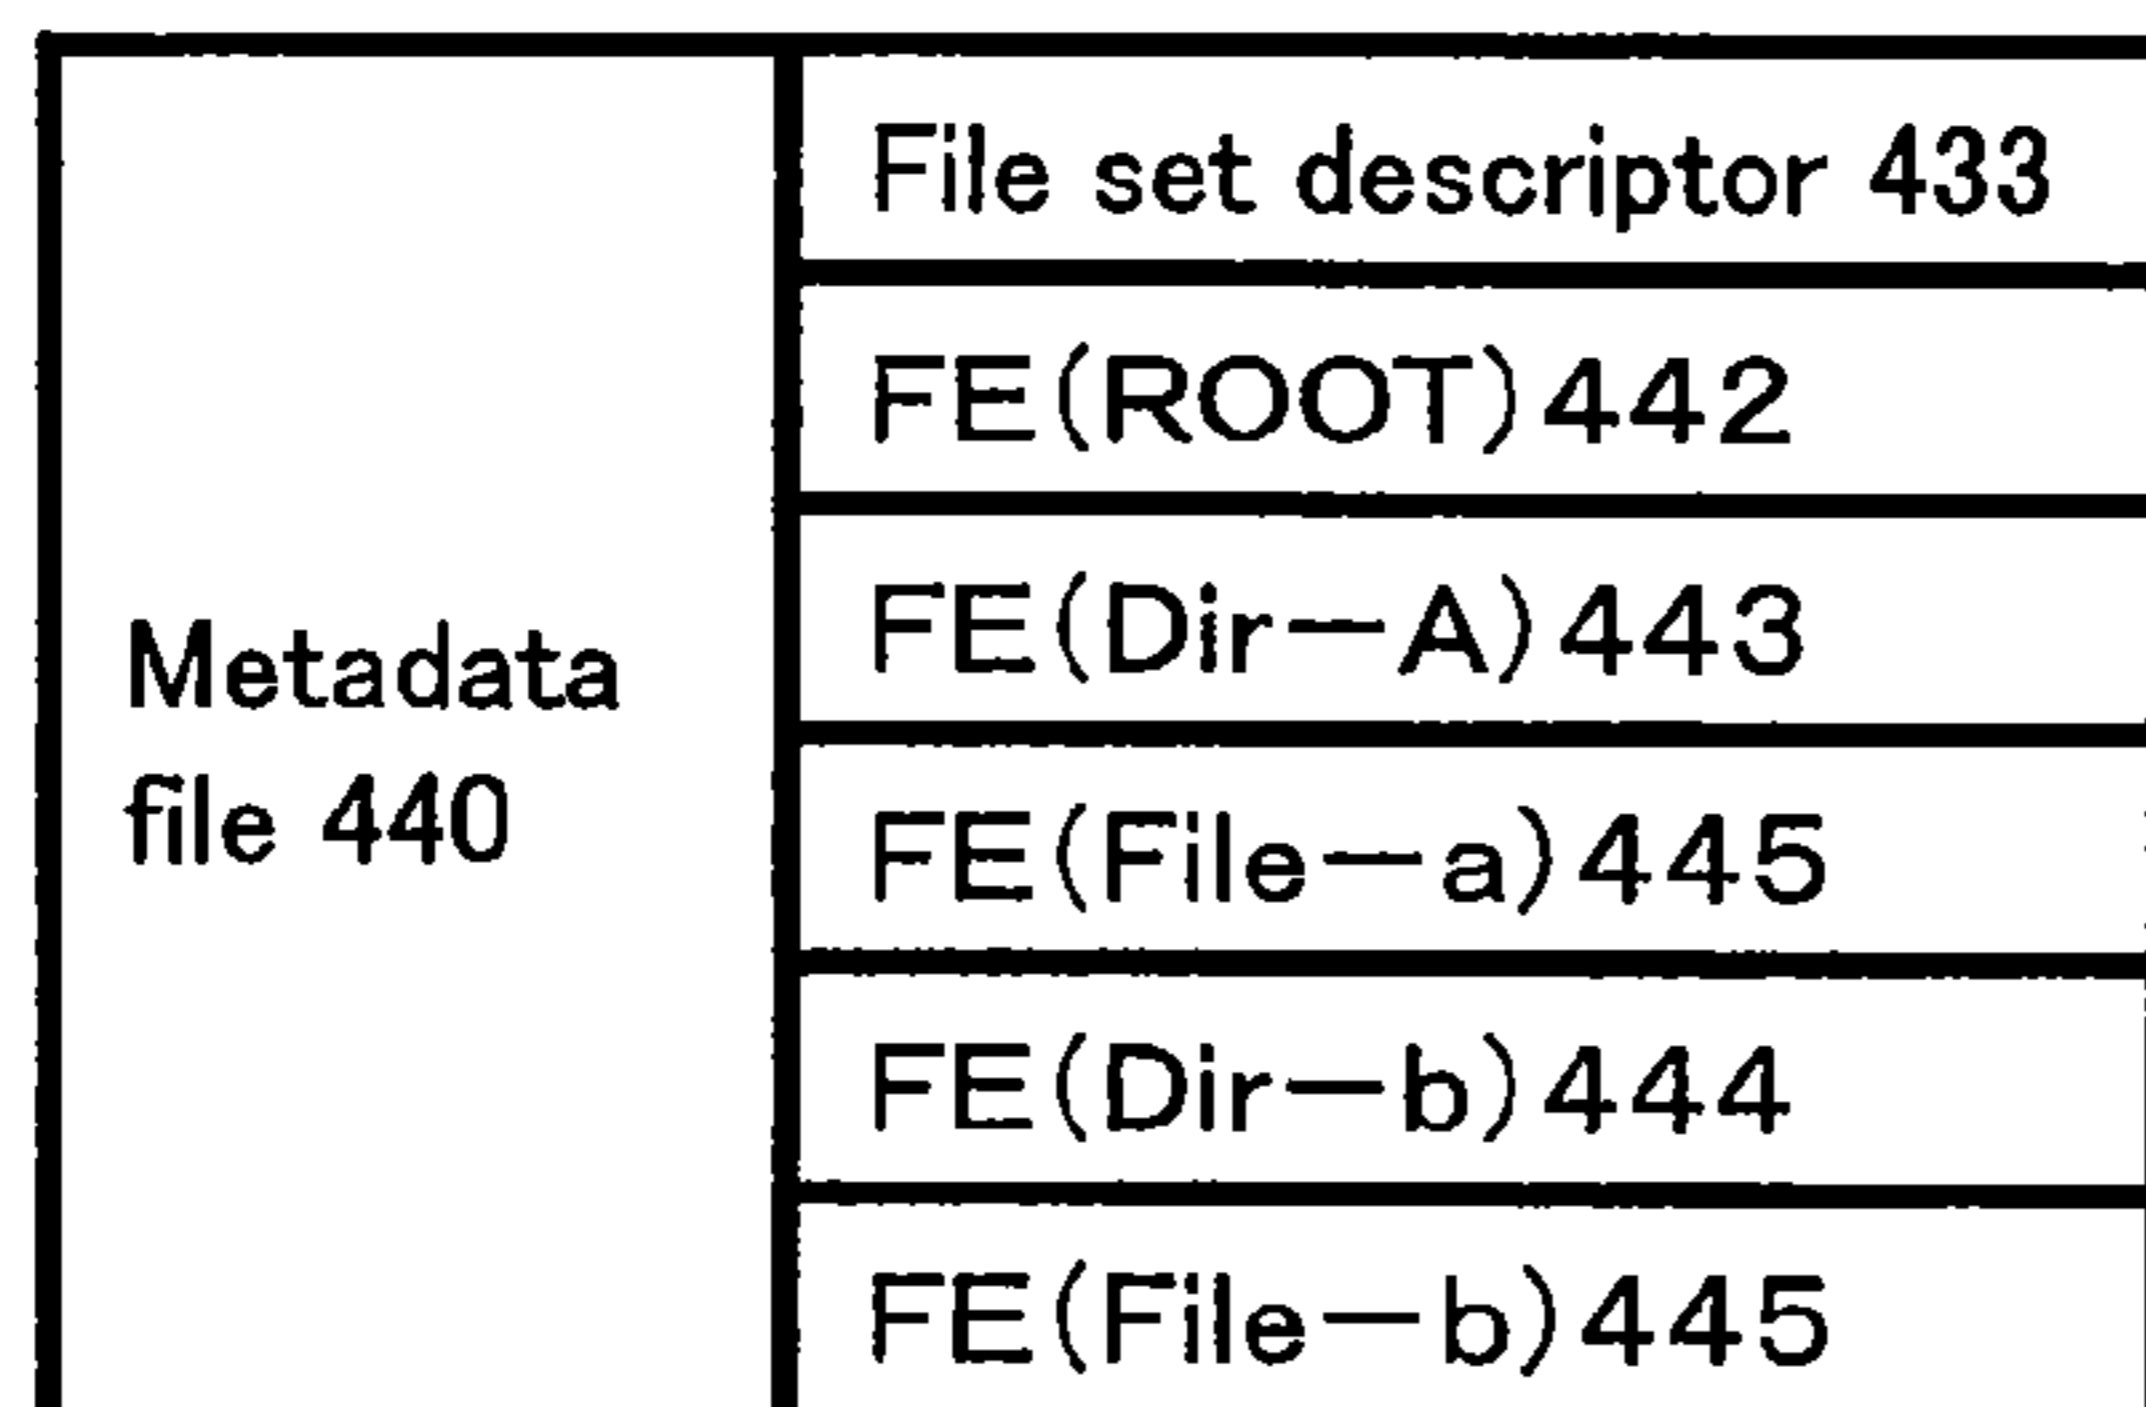 Metadata
file 440
File set descriptor 433
FE(ROOT)442
FE(Dir-A)443
FE(File-a)445
FE(Dir-b)444
FE(File-b)445